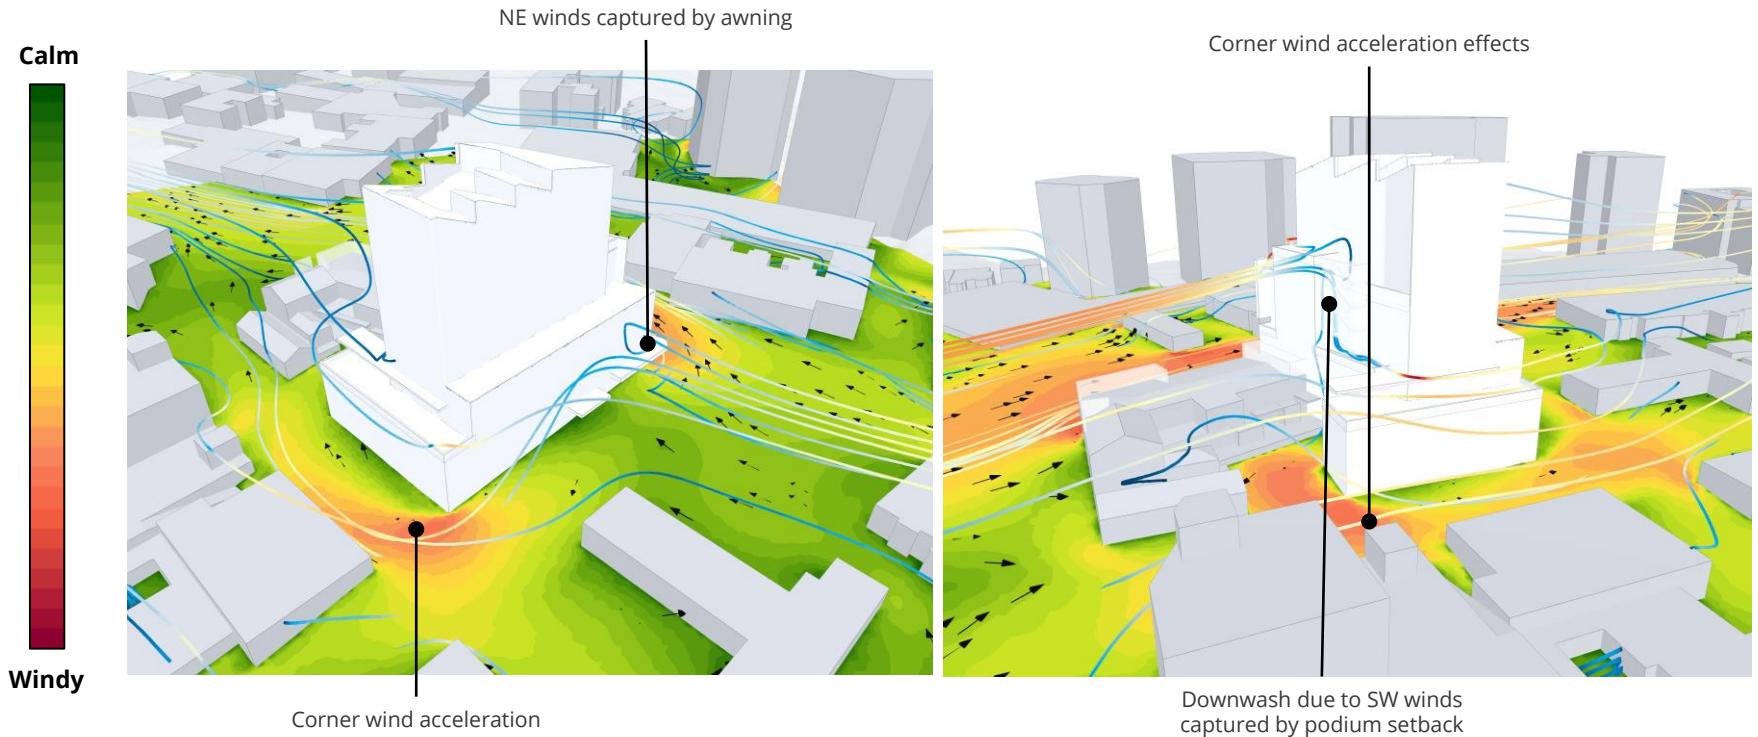 NE winds captured by awning
Corner wind acceleration effects
Calm
Windy
Corner wind acceleration
Downwash due to SW winds
captured by podium setback